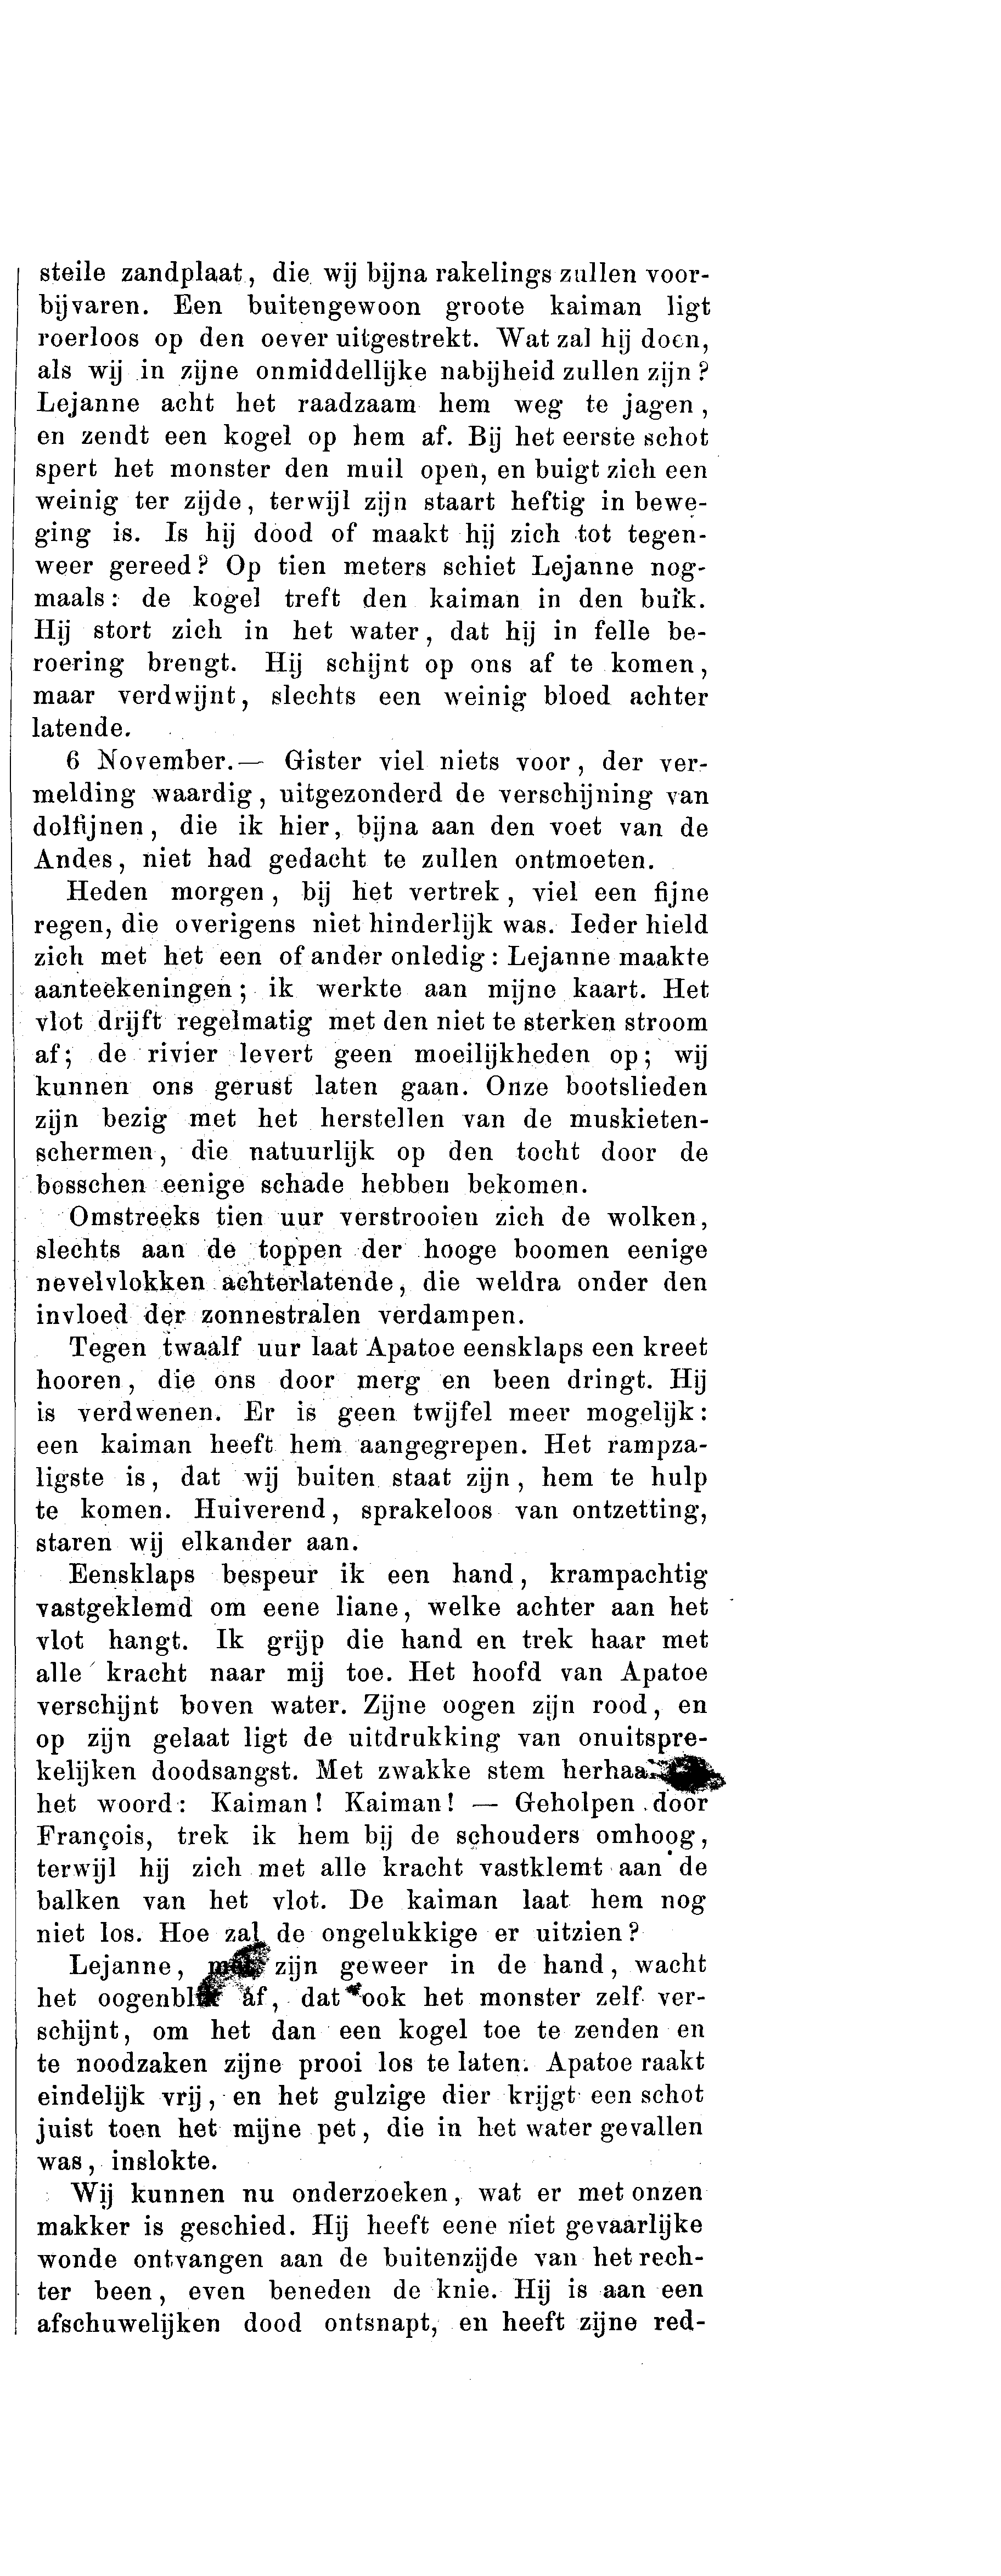 steile zandplaat, die wij bijna rakelings zullen voor-
bijvaren. Een buitengewoon groote kaiman ligt
roerloos op den oever uitgestrekt. Wat zal hij doen,
als wij in zijne onmiddellijke nabijheid zullen zijn?
Lejanne acht het raadzaam hem weg te jagen,
en zendt een kogel op hem af. Bij het eerste schot
spert het monster den muil open, en buigt zich een
weinig ter zijde, terwijl zijn staart heftig in bewe-
ging is. Is hij dood of maakt hij zich tot tegen-
weer gereed? Op tien meters schiet Lejanne nog-
maals: de kogel treft den kaiman in den buik.
Hij stort zich in het water, dat hij in felle be-
roering brengt. Hij schijnt op ons af te komen,
maar verdwijnt, slechts een weinig bloed achter
latende.
6 November.— Gister viel niets voor, der ver-
melding waardig, uitgezonderd de verschijning van
dolfijnen, die ik hier, bijna aan den voet van de
Andes, niet had gedacht te zullen ontmoeten.
Heden morgen, bij het vertrek, viel een fijne
regen, die overigens niet hinderlijk was. Ieder hield
zich met het een of ander onledig: Lejanne maakte
aanteekeningen; ik werkte aan mijne kaart. Het
vlot drijft regelmatig met den niet te sterken stroom
af; de rivier levert geen moeilijkheden op; wij
kunnen ons gerust laten gaan. Onze bootslieden
zijn bezig met het herstellen van de muskieten-
schermen, die natuurlijk op den tocht door de
bosschen eenige schade hebben bekomen.
Omstreeks tien uur verstrooien zich de wolken,
slechts aan de toppen der hooge boomen eenige
nevelvlokken achterlatende, die weldra onder den
invloed der zonnestralen verdampen.
Tegen twaalf uur laat Apatoe eensklaps een kreet
hooren, die ons door merg en been dringt. Hij
is verdwenen. Er is geen twijfel meer mogelijk:
een kaiman heeft hem aangegrepen. Het rampza-
ligste is, dat wij buiten staat zijn, hem te hulp
te komen. Huiverend, sprakeloos van ontzetting,
staren wij elkander aan.
Eensklaps bespeur ik een hand, krampachtig
vastgeklemd om eene liane, welke achter aan het
vlot hangt. Ik grijp die hand en trek haar met
alle kracht naar mij toe. Het hoofd van Apatoe
verschijnt boven water. Zijne oogen zijn rood, en
op zijn gelaat ligt de uitdrukking van onuitspre-
kelijken doodsangst. Met zwakke stem
het woord: Kaiman! Kaiman! — Geholpen door
François, trek ik hem bij de schouders omhoog,
terwijl hij zich met alle kracht vastklemt aan de
balken van het vlot. De kaiman laat hem nog
niet los. Hoe zal de ongelukkige er uitzien?
Lejanne, met zijn geweer in de hand, wacht
het oogenblik af, dat ook het monster zelf ver-
schijnt, om het dan een kogel toe te zenden en
te noodzaken zijne prooi los te laten. Apatoe raakt
eindelijk vrij, en het gulzige dier krijgt een schot
juist toen het mijne pet, die in het water gevallen
was, inslokte.
Wij kunnen nu onderzoeken, wat er met onzen
makker is geschied. Hij heeft eene niet gevaarlijke
wonde ontvangen aan de buitenzijde van het rech-
ter been, even beneden de knie. Hij is aan een
afschuwelijken dood ontsnapt, en heeft zijne red-